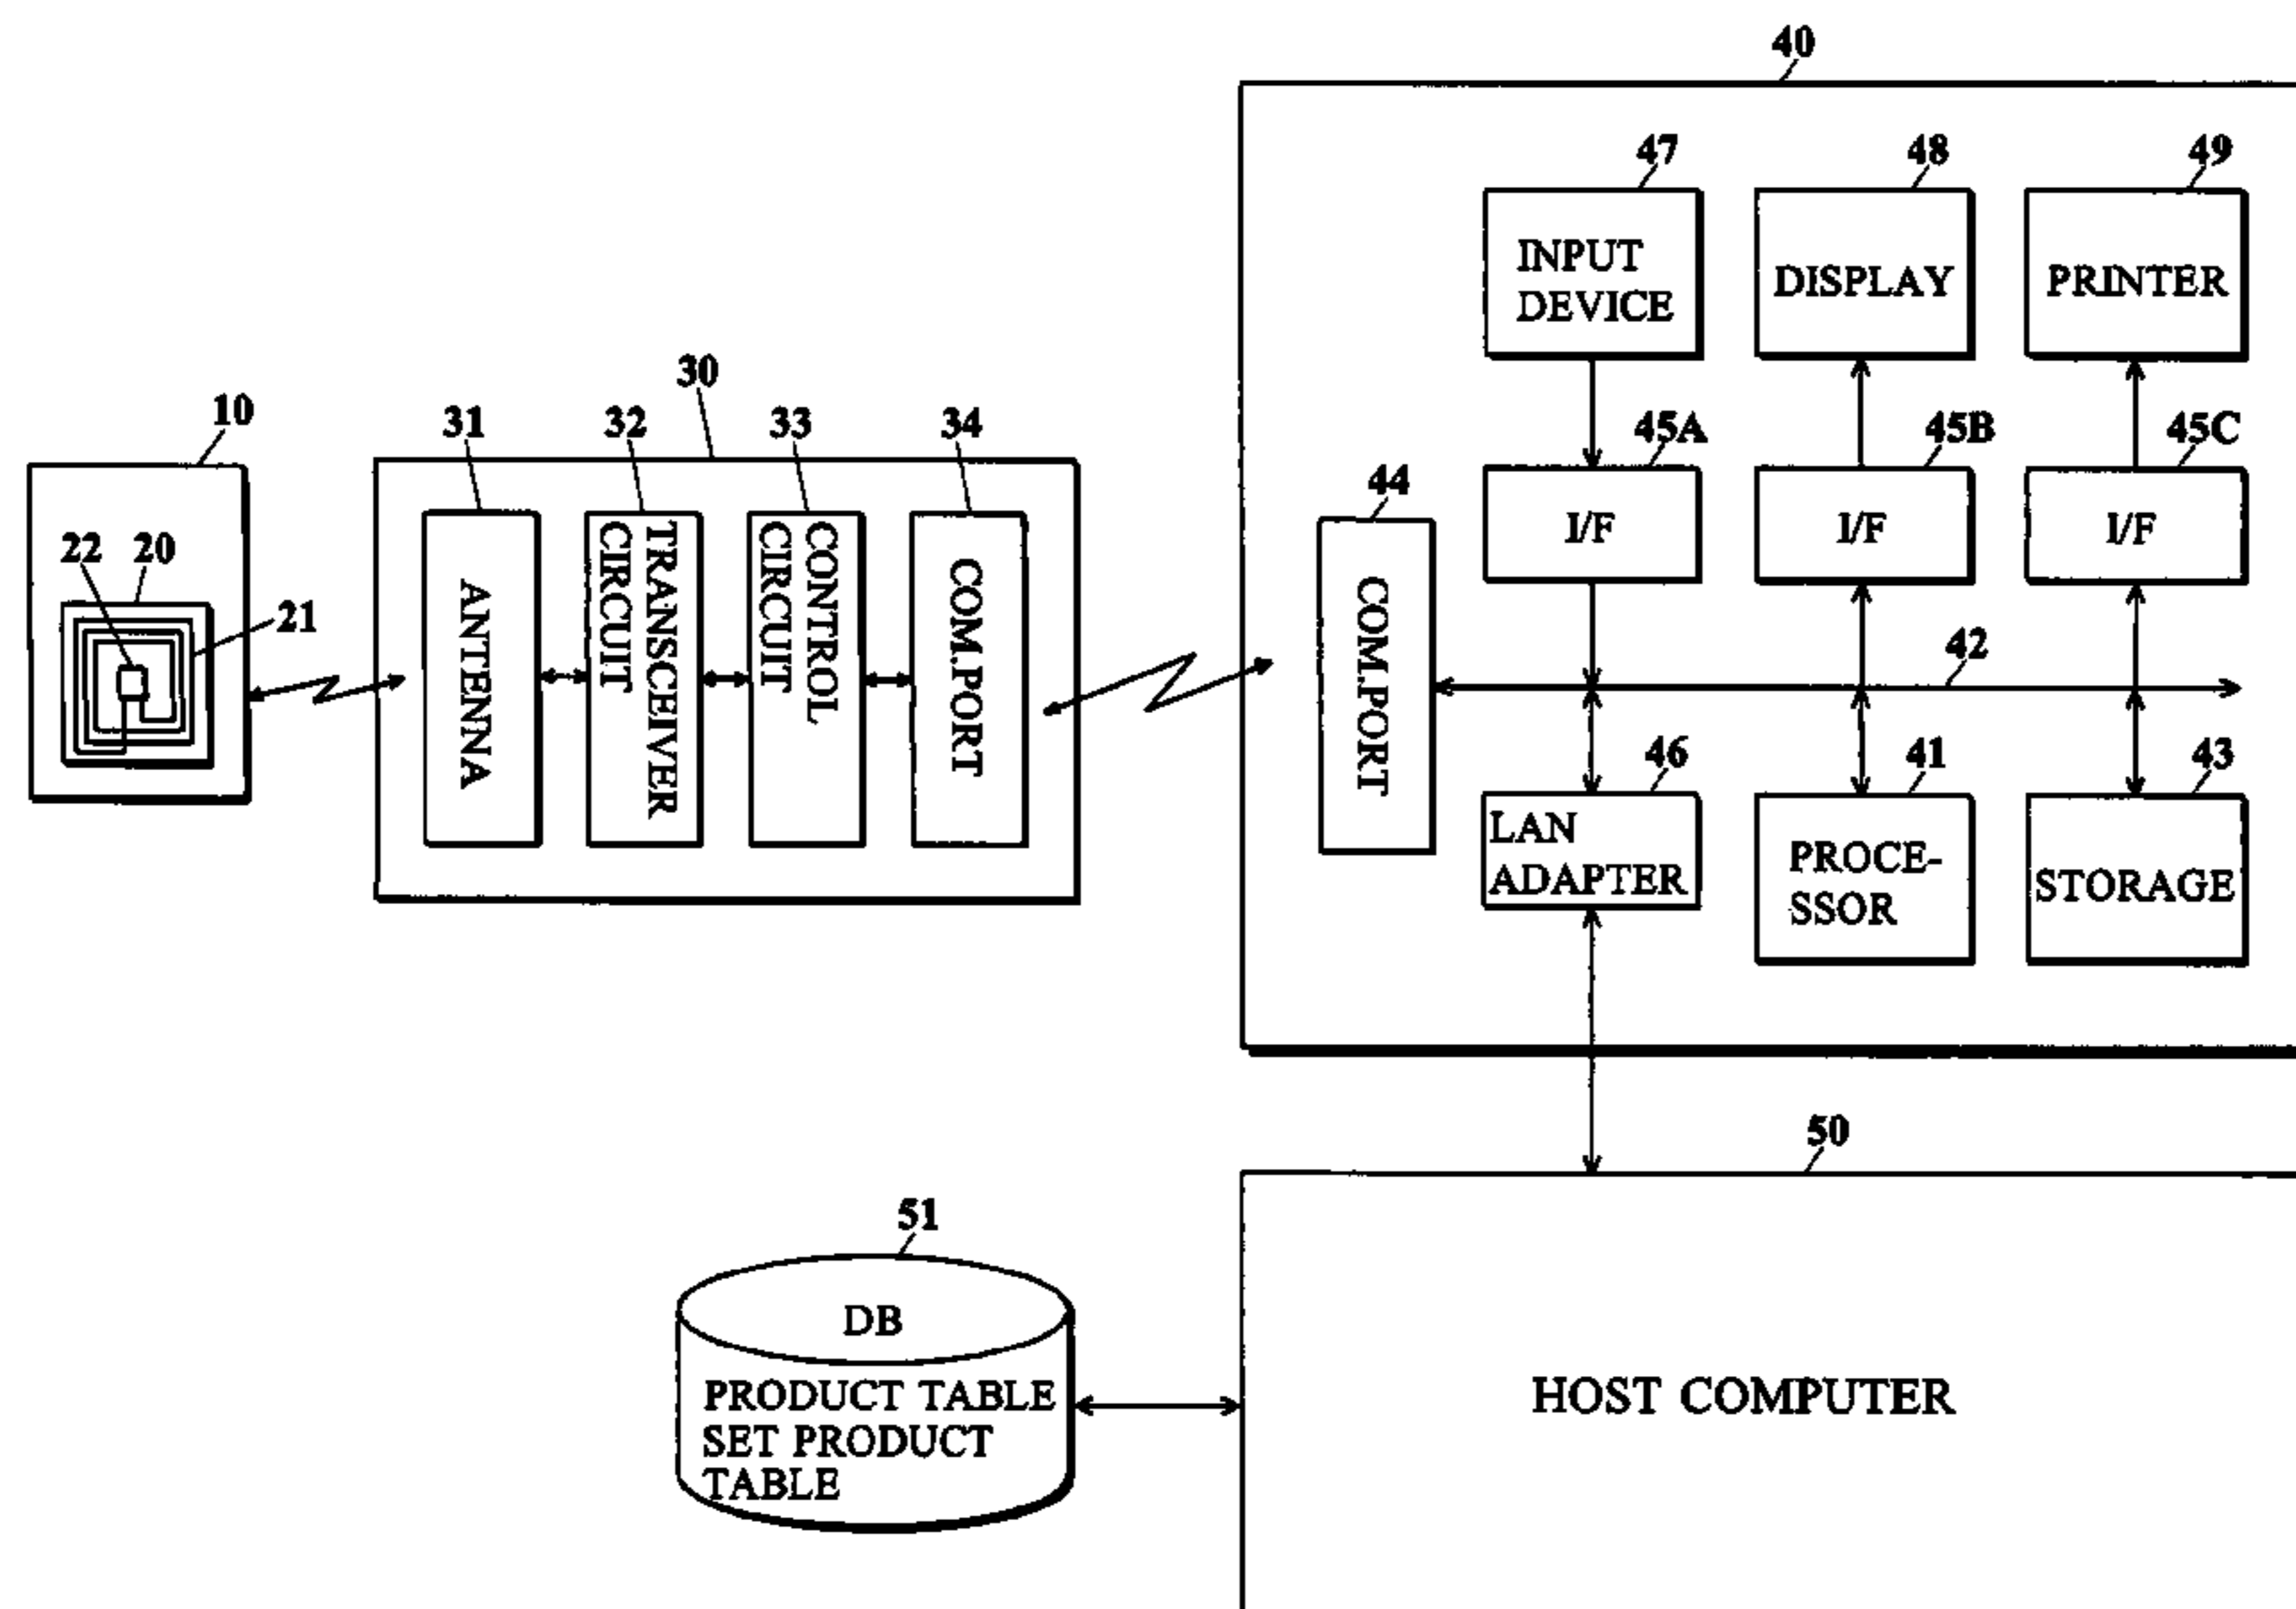 40
47
48
49
INPUT
DEVICE
DISPLAY
PRINTER
30
10
31
32
33
34
45A
45B
45C
44
I/F
I/F
I/F
22
20
21
ANTENNA
TRANSCEIVER
CIRCUIT
CONTROL
CIRCUIT
COM.PORT
COM.PORT
42
46
41
43
LAN
ADAPTER
PROCE-
SSOR
STORAGE
50
51
DB
PRODUCT TABLE
SET PRODUCT
TABLE
HOST COMPUTER